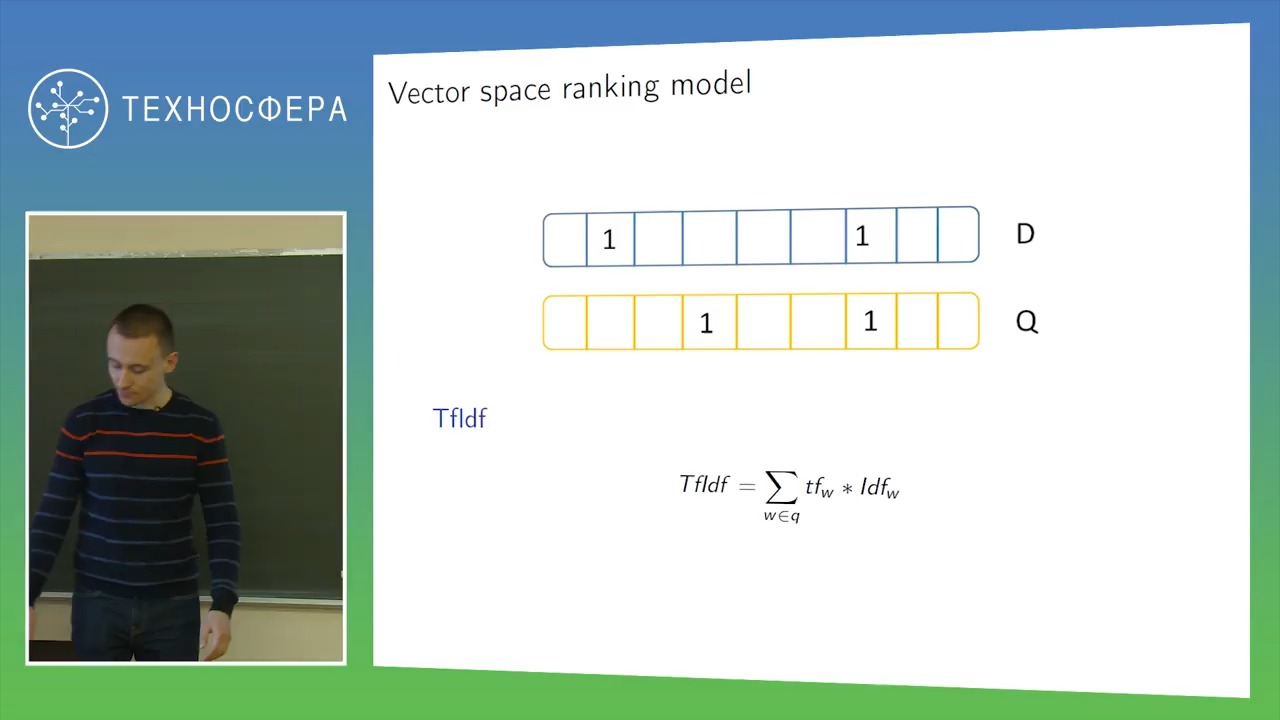 ТЕХНОСФЕРА
Vector space ranking model
1 1 D
1 1 Q
TfIdf
TfIdf = ∑ tf_w * Idf_w
w∈q